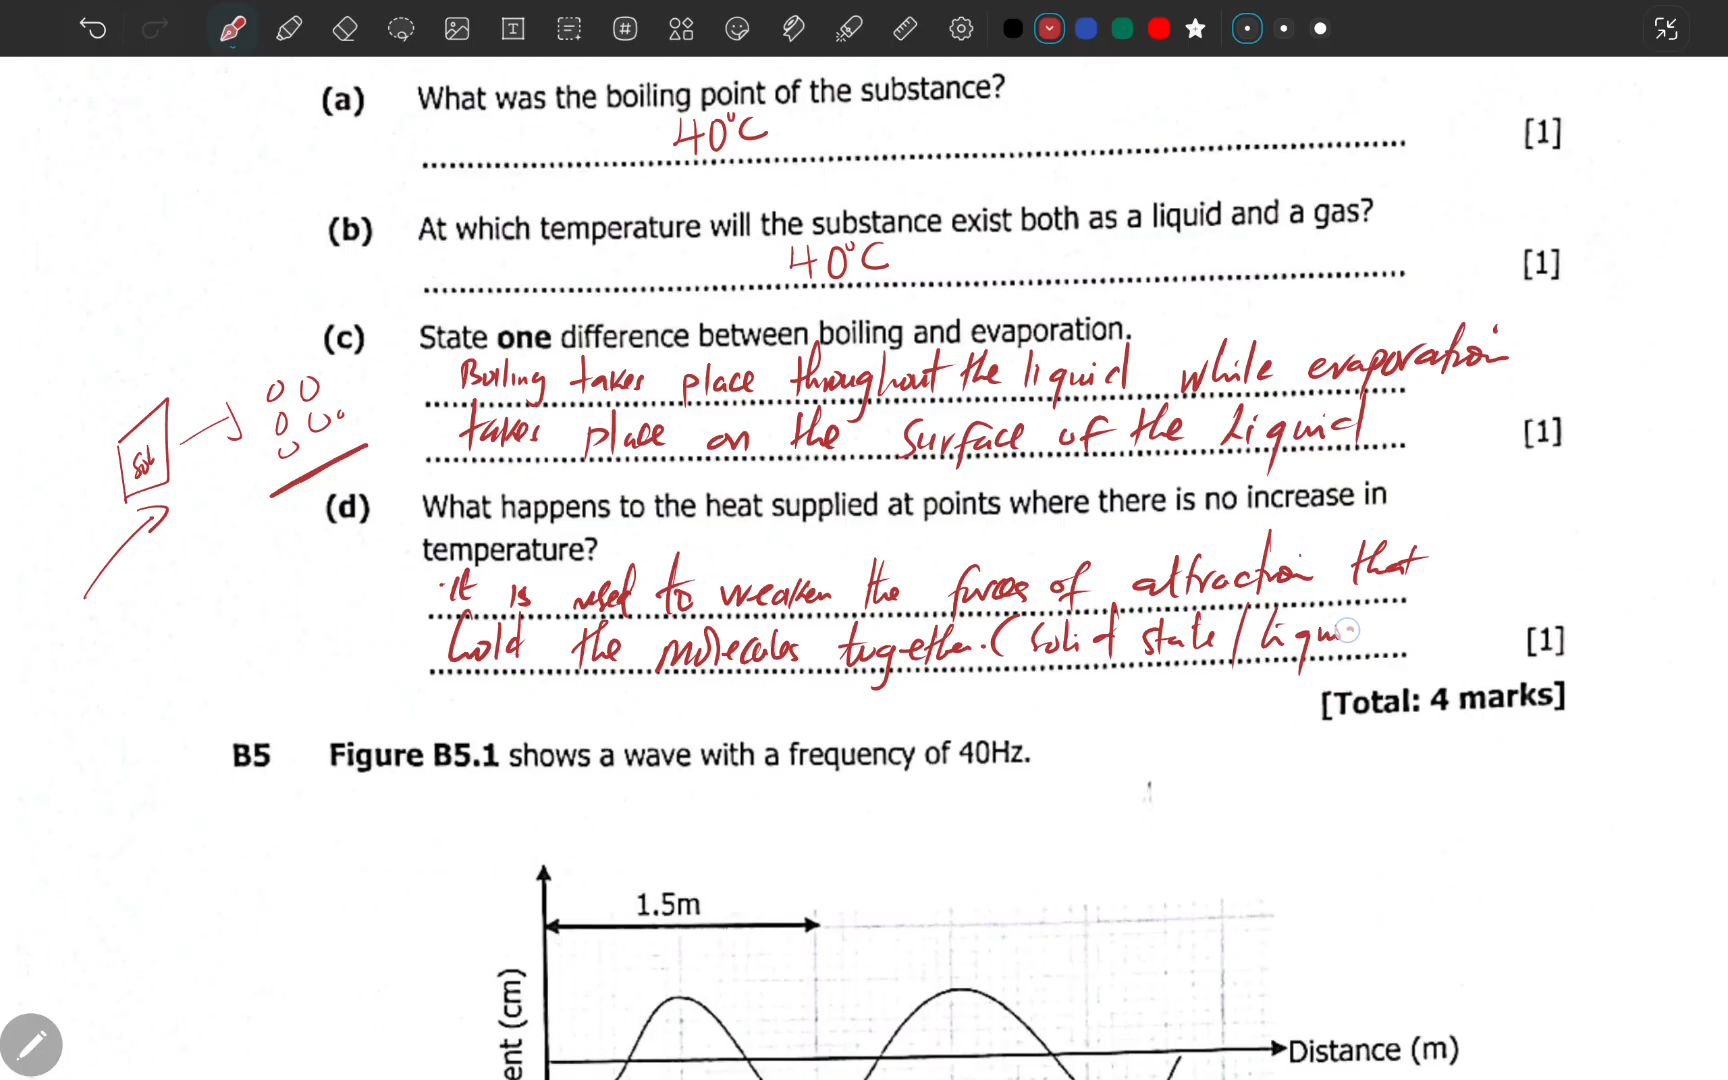 (a) What was the boiling point of the substance?
40°C
[1]
(b) At which temperature will the substance exist both as a liquid and a gas?
40°C
[1]
(c) State one difference between boiling and evaporation.
Boiling takes place throughout the liquid while evaporation
takes place on the surface of the liquid
[1]
sol
(d) What happens to the heat supplied at points where there is no increase in
temperature?
It is used to weaken the forces of attraction that
hold the molecules together. (solid state/
[1]
[Total: 4 marks]
B5 Figure B5.1 shows a wave with a frequency of 40Hz.
1.5m
ent (cm)
Distance (m)